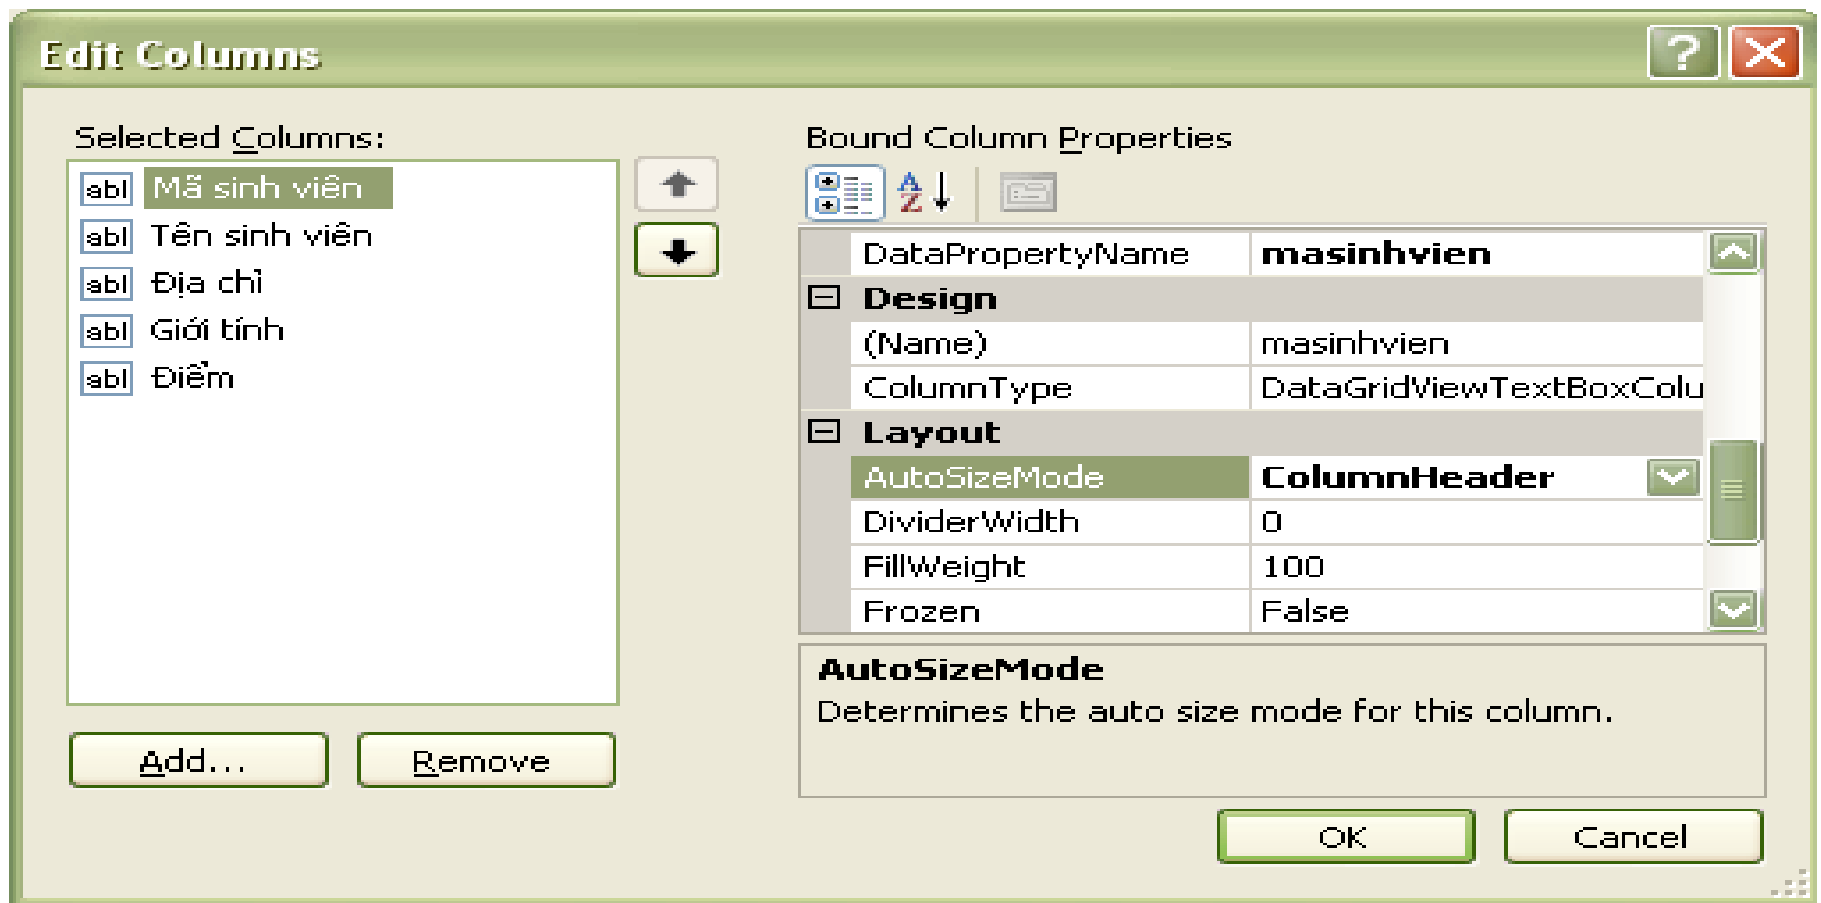 Edit Columns
Selected Columns:
abl Mã sinh viên
abl Tên sinh viên
abl Địa chỉ
abl Giới tính
abl Điểm
Add...
Remove
Bound Column Properties
DataPropertyName masinhvien
Design
(Name) masinhvien
ColumnType DataGridViewTextBoxColu
Layout
AutoSizeMode ColumnHeader
DividerWidth 0
FillWeight 100
Frozen False
AutoSizeMode
Determines the auto size mode for this column.
OK
Cancel